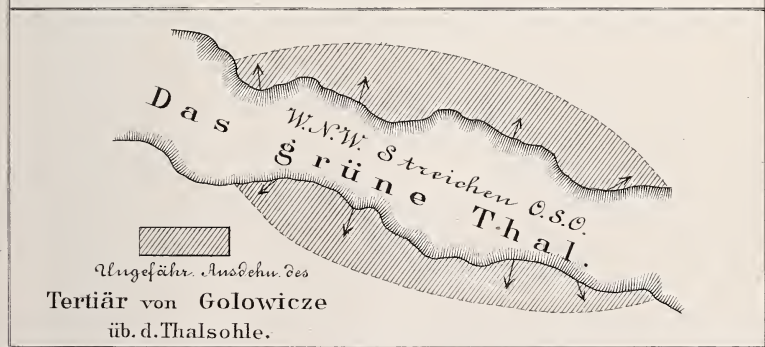 Das grüne Thal.
W.N.W. Streichen O.S.O.
Ungefähr. Ausdehn. des
Tertiär von Golowicze
üb. d. Thalsohle.